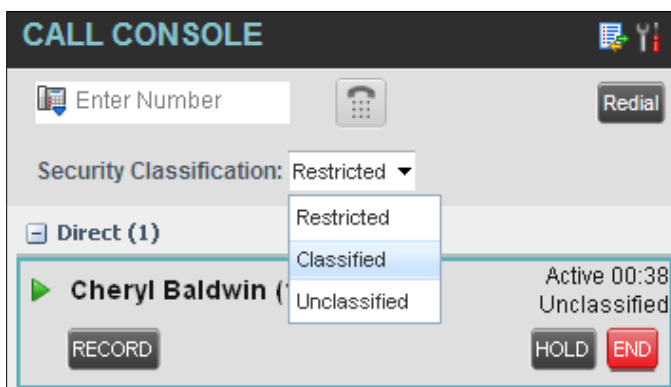 CALL CONSOLE
Enter Number
Redial
Security Classification: Restricted
Restricted
Classified
Unclassified
Direct (1)
Cheryl Baldwin (
Active 00:38
Unclassified
RECORD
HOLD END